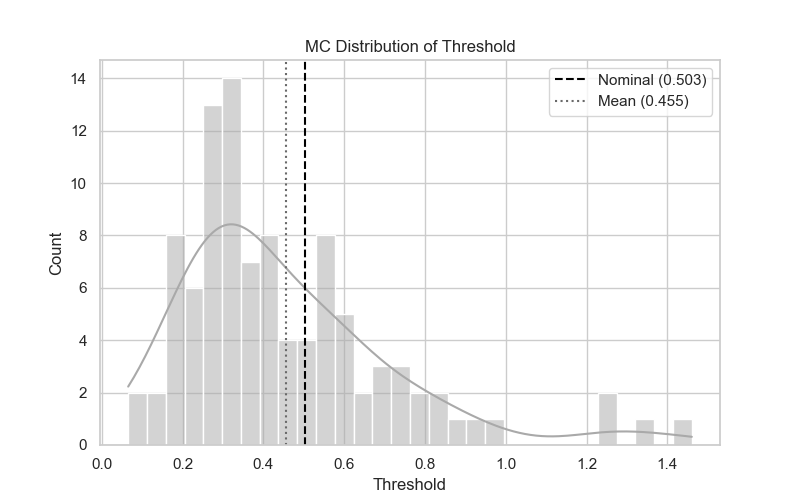 MC Distribution of Threshold
Nominal (0.503)
Mean (0.455)
Count
14
12
10
8
6
4
2
0
0.0 0.2 0.4 0.6 0.8 1.0 1.2 1.4
Threshold